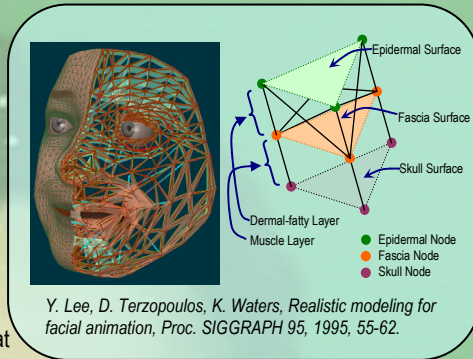 Epidermal Surface
Fascia Surface
Skull Surface
Dermal-fatty Layer
Muscle Layer
Epidermal Node
Fascia Node
Skull Node
Y. Lee, D. Terzopoulos, K. Waters, Realistic modeling for
facial animation, Proc. SIGGRAPH 95, 1995, 55-62.
at